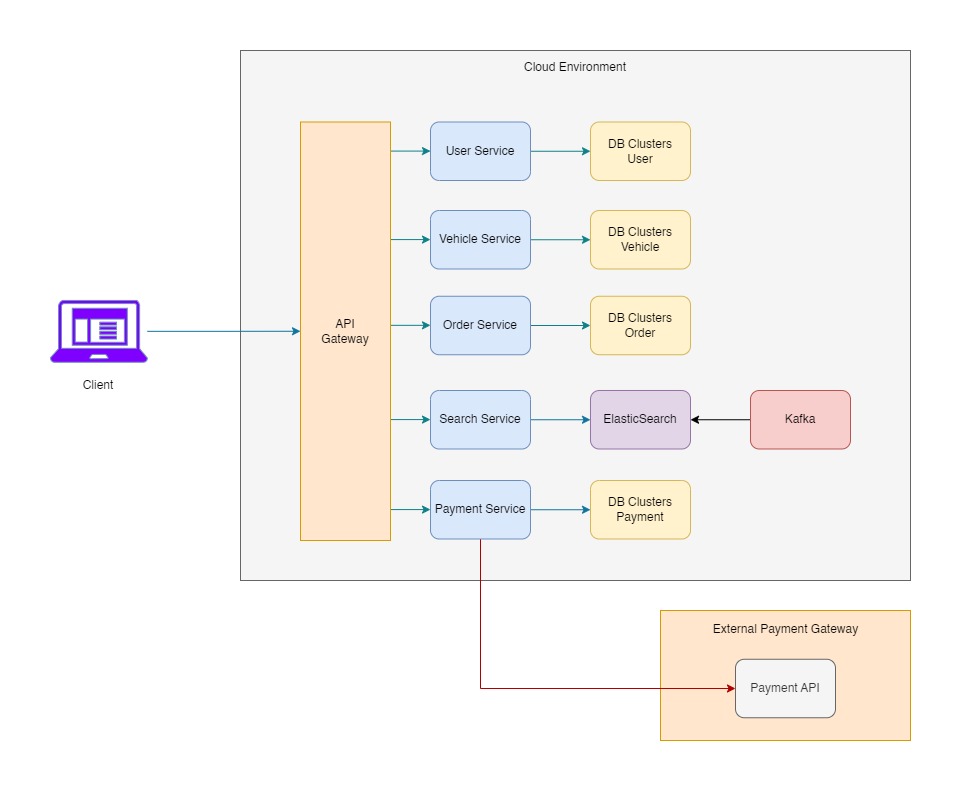 Cloud Environment
User Service
DB Clusters
User
Vehicle Service
DB Clusters
Vehicle
API
Gateway
Order Service
DB Clusters
Order
Client
Search Service
ElasticSearch
Kafka
Payment Service
DB Clusters
Payment
External Payment Gateway
Payment API